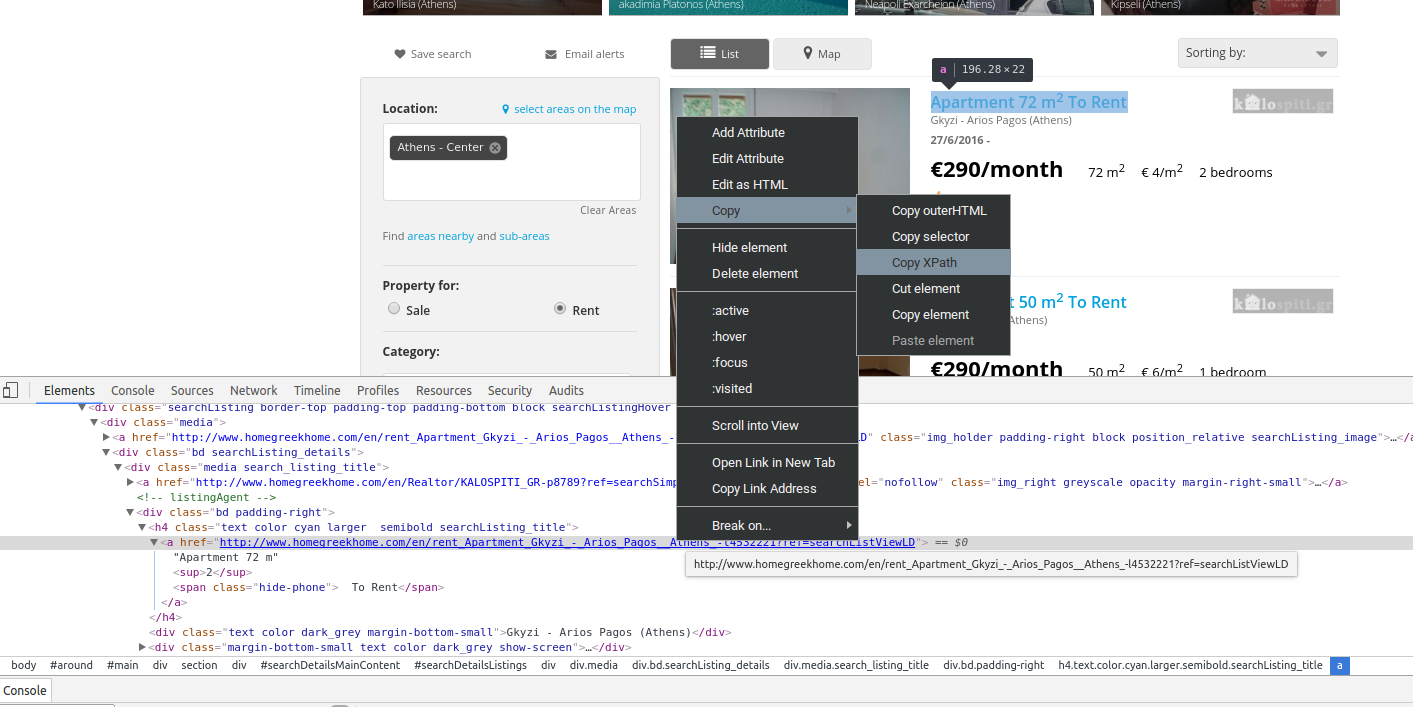 Kato Ilisia (Athens)
akadimia Platonos (Athens)
Neapoli Exarcheion (Athens)
Kipseli (Athens)
Save search
Email alerts
List
Map
Sorting by:
a 196.28 × 22
Location:
select areas on the map
Athens - Center
Clear Areas
Find areas nearby and sub-areas
Property for:
Sale
Rent
Category:
Apartment 72 m2 To Rent
Gkyzi - Arios Pagos (Athens)
27/6/2016 -
€290/month 72 m2 € 4/m2 2 bedrooms
kalospiti.gr
t 50 m2 To Rent
Athens)
kalospiti.gr
€290/month 50 m2 € 6/m2 1 bedroom
Add Attribute
Edit Attribute
Edit as HTML
Copy
Hide element
Delete element
:active
:hover
:focus
:visited
Scroll into View
Open Link in New Tab
Copy Link Address
Break on...
Copy outerHTML
Copy selector
Copy XPath
Cut element
Copy element
Paste element
Elements Console Sources Network Timeline Profiles Resources Security Audits
<div class="searchListing border-top padding-top padding-bottom block searchListingHover
<div class="media">
<a href="http://www.homegreekhome.com/en/rent_Apartment_Gkyzi_-_Arios_Pagos__Athens_- D" class="img_holder padding-right block position_relative searchListing_image">…</a
<div class="bd searchListing_details">
<div class="media search_listing_title">
<a href="http://www.homegreekhome.com/en/Realtor/KALOSPITI_GR-p8789?ref=searchSimp el="nofollow" class="img_right greyscale opacity margin-right-small">…</a>
<!-- listingAgent -->
<div class="bd padding-right">
<h4 class="text color cyan larger  semibold searchListing_title">
<a href="http://www.homegreekhome.com/en/rent_Apartment_Gkyzi_-_Arios_Pagos__Athens_-l4532221?ref=searchListViewLD"> == $0
"Apartment 72 m"
<sup>2</sup>
<span class="hide-phone">  To Rent</span>
</a>
</h4>
<div class="text color dark_grey margin-bottom-small">Gkyzi - Arios Pagos (Athens)</div>
<div class="margin-bottom-small text color dark_grey show-screen">…</div>
http://www.homegreekhome.com/en/rent_Apartment_Gkyzi_-_Arios_Pagos__Athens_-l4532221?ref=searchListViewLD
body #around #main div section div #searchDetailsMainContent #searchDetailsListings div div.media div.bd.searchListing_details div.media.search_listing_title div.bd.padding-right h4.text.color.cyan.larger.semibold.searchListing_title a
Console